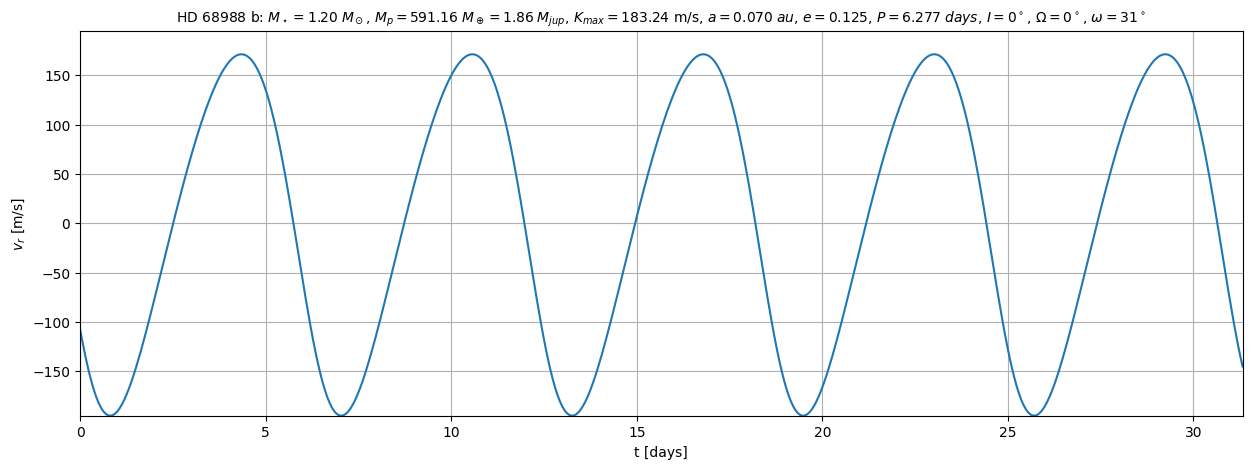 HD 68988 b: $M_\star = 1.20\ M_\odot$, $M_p = 591.16\ M_\oplus = 1.86\ M_{jup}$, $K_{max} = 183.24$ m/s, $a = 0.070\ au$, $e = 0.125$, $P = 6.277\ days$, $I = 0^\circ$, $\Omega = 0^\circ$, $\omega = 31^\circ$
150
100
50
0
−50
−100
−150
$v_r$ [m/s]
0 5 10 15 20 25 30
t [days]